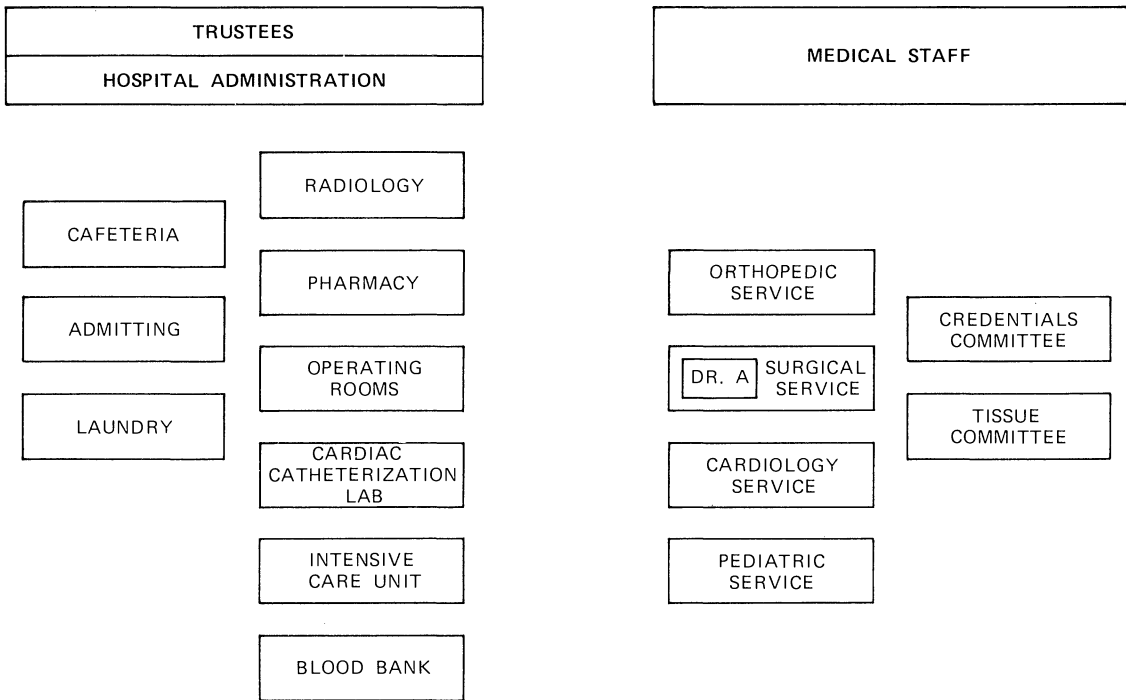 TRUSTEES
HOSPITAL ADMINISTRATION
CAFETERIA
ADMITTING
LAUNDRY
RADIOLOGY
PHARMACY
OPERATING
ROOMS
CARDIAC
CATHETERIZATION
LAB
INTENSIVE
CARE UNIT
BLOOD BANK
MEDICAL STAFF
ORTHOPEDIC
SERVICE
DR. A
SURGICAL
SERVICE
CARDIOLOGY
SERVICE
PEDIATRIC
SERVICE
CREDENTIALS
COMMITTEE
TISSUE
COMMITTEE